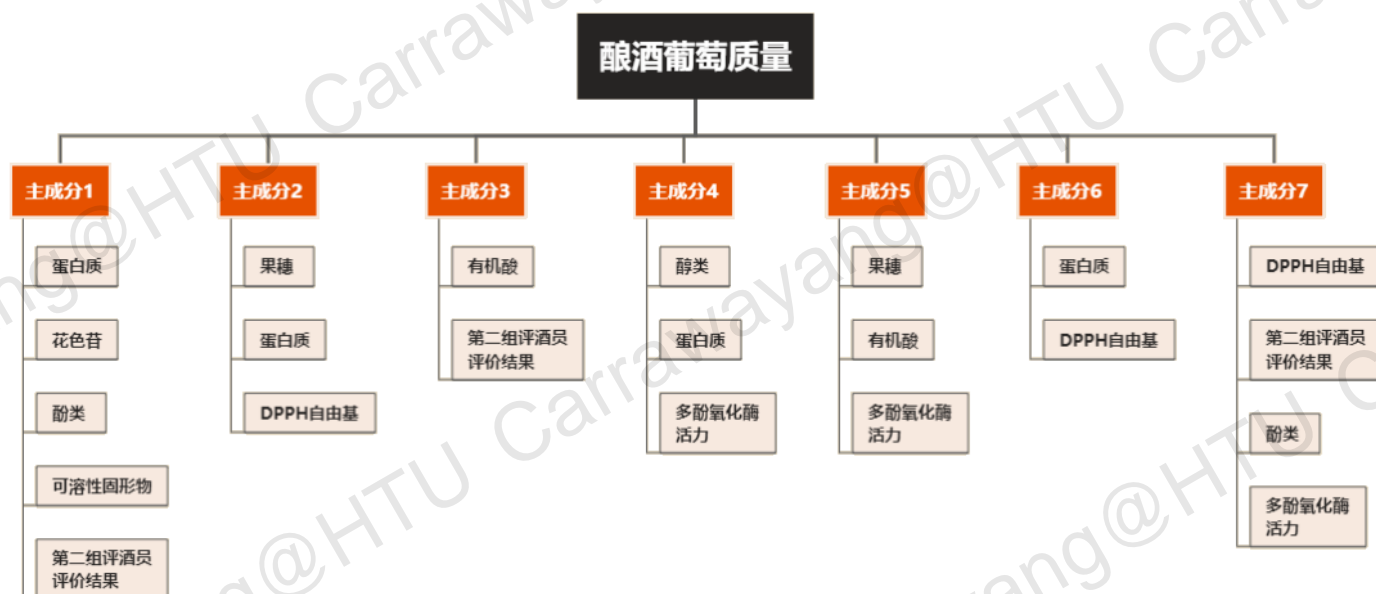 酿酒葡萄质量
主成分1
主成分2
主成分3
主成分4
主成分5
主成分6
主成分7
蛋白质
花色苷
酚类
可溶性固形物
第二组评酒员
评价结果
果穗
蛋白质
DPPH自由基
有机酸
第二组评酒员
评价结果
醇类
蛋白质
多酚氧化酶
活力
果穗
有机酸
多酚氧化酶
活力
蛋白质
DPPH自由基
DPPH自由基
第二组评酒员
评价结果
酚类
多酚氧化酶
活力
Carrawayang@HTU Carrawayang@HTU